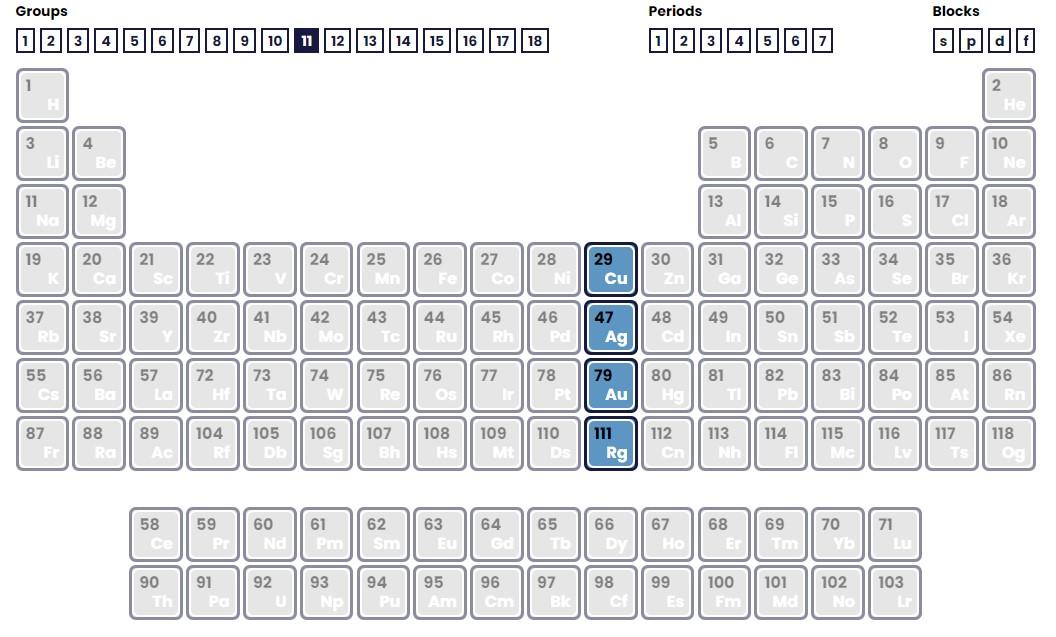 Groups Periods Blocks
1 2 3 4 5 6 7 8 9 10 11 12 13 14 15 16 17 18 1 2 3 4 5 6 7 s p d f
1 H 2 He
3 Li 4 Be 5 B 6 C 7 N 8 O 9 F 10 Ne
11 Na 12 Mg 13 Al 14 Si 15 P 16 S 17 Cl 18 Ar
19 K 20 Ca 21 Sc 22 Ti 23 V 24 Cr 25 Mn 26 Fe 27 Co 28 Ni 29 Cu 30 Zn 31 Ga 32 Ge 33 As 34 Se 35 Br 36 Kr
37 Rb 38 Sr 39 Y 40 Zr 41 Nb 42 Mo 43 Tc 44 Ru 45 Rh 46 Pd 47 Ag 48 Cd 49 In 50 Sn 51 Sb 52 Te 53 I 54 Xe
55 Cs 56 Ba 57 La 72 Hf 73 Ta 74 W 75 Re 76 Os 77 Ir 78 Pt 79 Au 80 Hg 81 Tl 82 Pb 83 Bi 84 Po 85 At 86 Rn
87 Fr 88 Ra 89 Ac 104 Rf 105 Db 106 Sg 107 Bh 108 Hs 109 Mt 110 Ds 111 Rg 112 Cn 113 Nh 114 Fl 115 Mc 116 Lv 117 Ts 118 Og
58 Ce 59 Pr 60 Nd 61 Pm 62 Sm 63 Eu 64 Gd 65 Tb 66 Dy 67 Ho 68 Er 69 Tm 70 Yb 71 Lu
90 Th 91 Pa 92 U 93 Np 94 Pu 95 Am 96 Cm 97 Bk 98 Cf 99 Es 100 Fm 101 Md 102 No 103 Lr